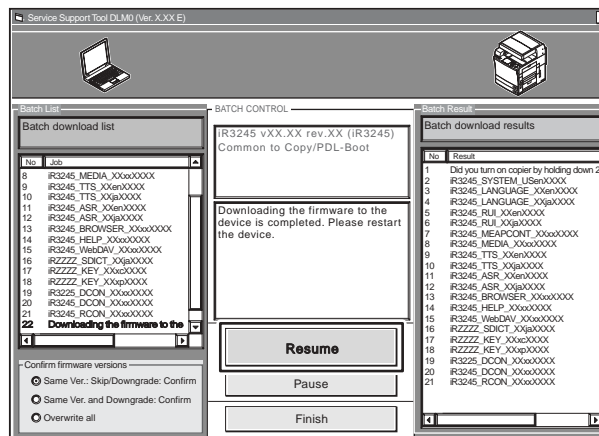 Service Support Tool DLM0 (Ver. X.XX E)
Batch List
Batch download list
No Job
8 iR3245_MEDIA_XXxxXXXX
9 iR3245_TTS_XXenXXXX
10 iR3245_TTS_XXjaXXXX
11 iR3245_ASR_XXenXXXX
12 iR3245_ASR_XXjaXXXX
13 iR3245_BROWSER_XXxxXXXX
14 iR3245_HELP_XXxxXXXX
15 iR3245_WebDAV_XXxxXXXX
16 iRZZZZ_SDICT_XXjaXXXX
17 iRZZZZ_KEY_XXxcXXXX
18 iRZZZZ_KEY_XXxpXXXX
19 iR3225_DCON_XXxxXXXX
20 iR3245_DCON_XXxxXXXX
21 iR3245_RCON_XXxxXXXX
22 Downloading the firmware to the
Confirm firmware versions
Same Ver.: Skip/Downgrade: Confirm
Same Ver. and Downgrade: Confirm
Overwrite all
BATCH CONTROL
iR3245 vXX.XX rev.XX (iR3245)
Common to Copy/PDL-Boot
Downloading the firmware to the
device is completed. Please restart
the device.
Resume
Pause
Finish
Batch Result
Batch download results
No Result
1 Did you turn on copier by holding down 2
2 iR3245_SYSTEM_USenXXXX
3 iR3245_LANGUAGE_XXenXXXX
4 iR3245_LANGUAGE_XXjaXXXX
5 iR3245_RUI_XXenXXXX
6 iR3245_RUI_XXjaXXXX
7 iR3245_MEAPCONT_XXxxXXXX
8 iR3245_MEDIA_XXxxXXXX
9 iR3245_TTS_XXenXXXX
10 iR3245_TTS_XXjaXXXX
11 iR3245_ASR_XXenXXXX
12 iR3245_ASR_XXjaXXXX
13 iR3245_BROWSER_XXxxXXXX
14 iR3245_HELP_XXxxXXXX
15 iR3245_WebDAV_XXxxXXXX
16 iRZZZZ_SDICT_XXjaXXXX
17 iRZZZZ_KEY_XXxcXXXX
18 iRZZZZ_KEY_XXxpXXXX
19 iR3225_DCON_XXxxXXXX
20 iR3245_DCON_XXxxXXXX
21 iR3245_RCON_XXxxXXXX